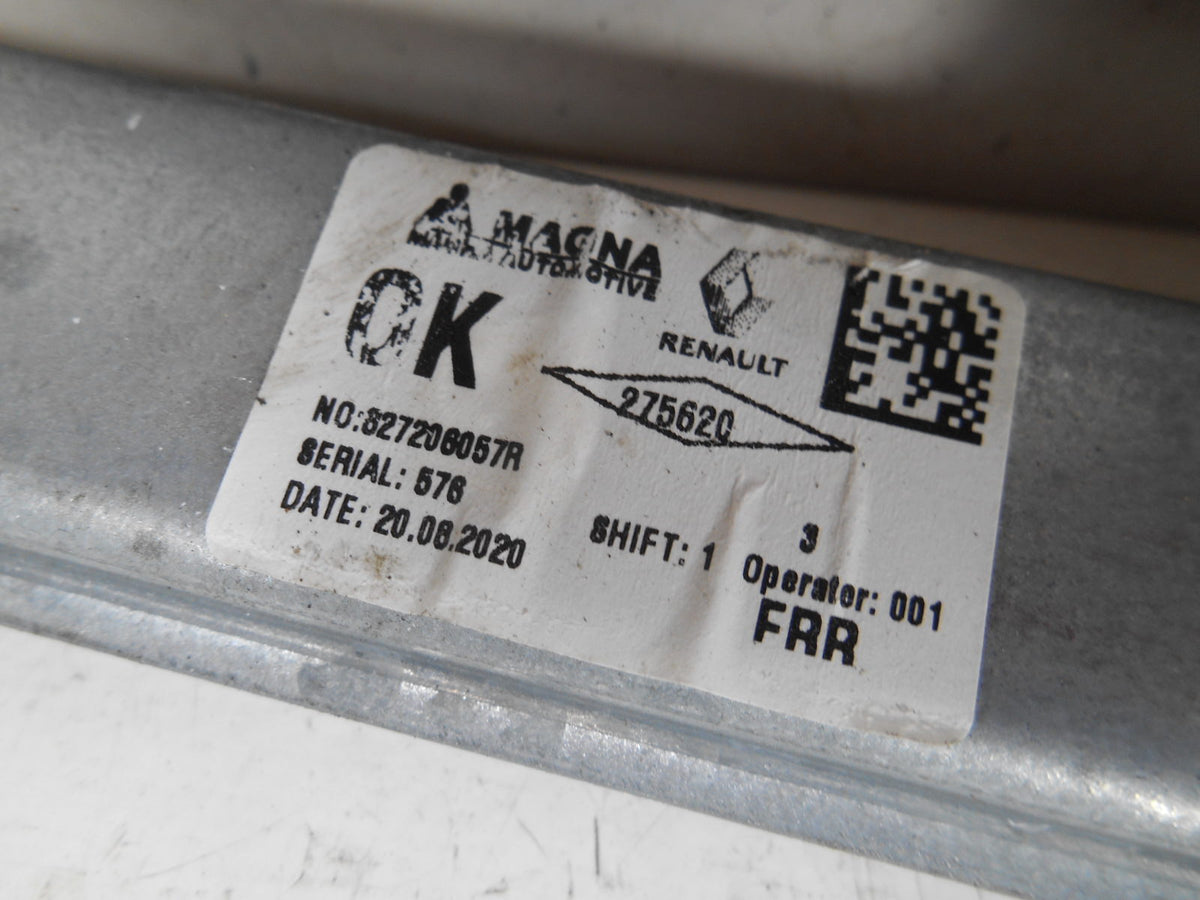 MAGNA
AUTOMOTIVE
RENAULT
OK
275620
NO:827206057R
SERIAL: 576
DATE: 20.08.2020
SHIFT: 1
3
Operator: 001
FRR